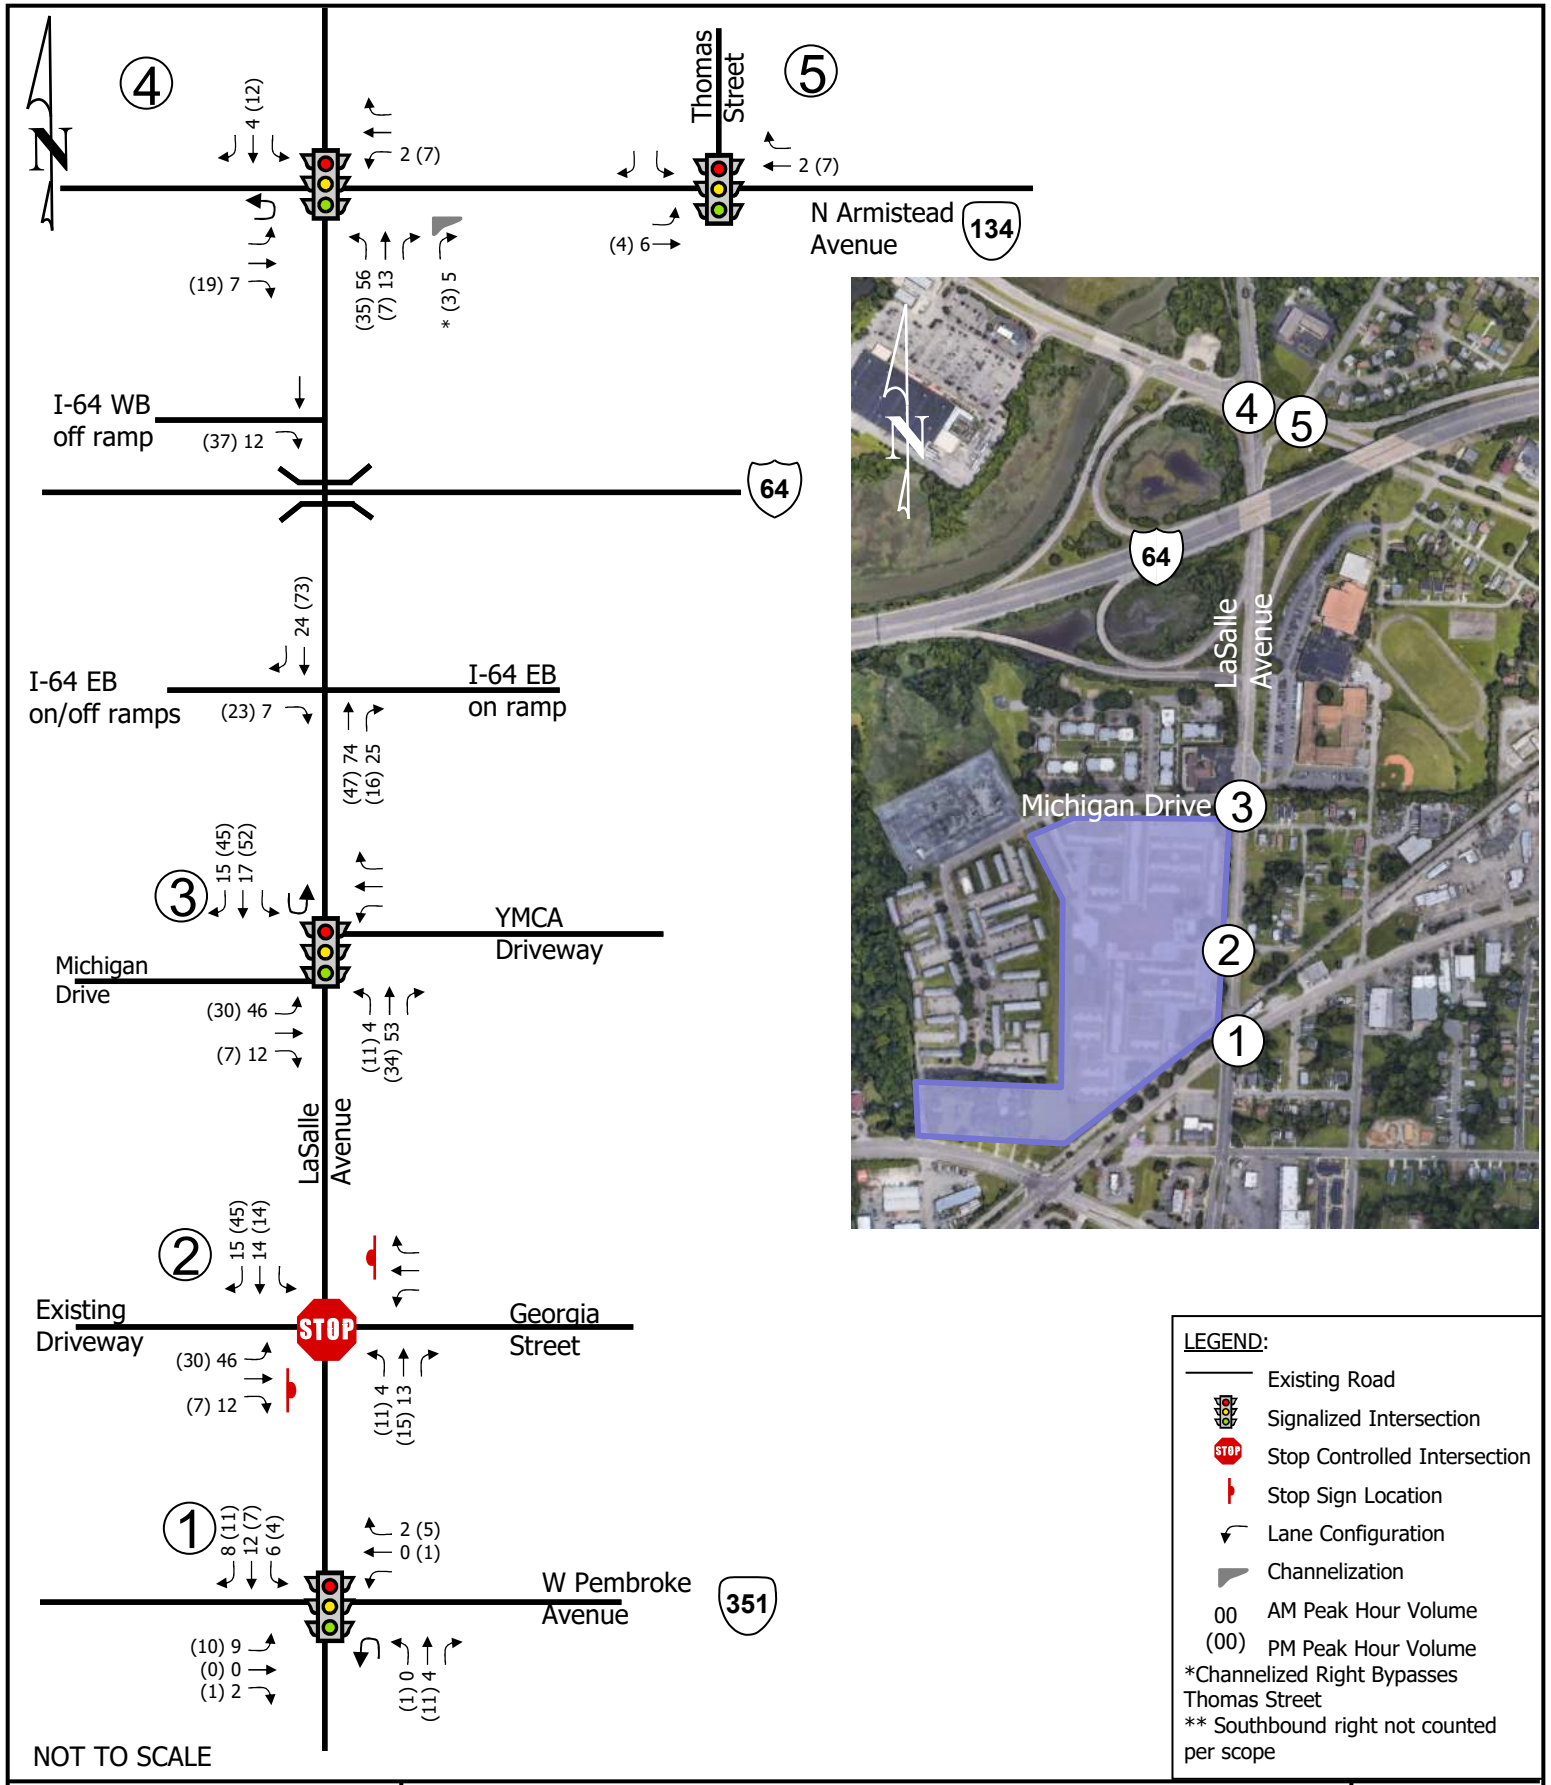 4
4 (12)
2 (7)
(19) 7
(35) 56
(7) 13
* (3) 5
N
Thomas
Street
5
2 (7)
(4) 6
N Armistead
Avenue
134
I-64 WB
off ramp
(37) 12
64
24 (73)
I-64 EB
on/off ramps
(23) 7
I-64 EB
on ramp
(47) 74
(16) 25
3
15 (45)
17 (52)
YMCA
Driveway
Michigan
Drive
(30) 46
(7) 12
(11) 4
(34) 53
LaSalle
Avenue
2
15 (45)
14 (14)
Existing
Driveway
STOP
Georgia
Street
(30) 46
(7) 12
(11) 4
(15) 13
1
8 (11)
12 (7)
6 (4)
2 (5)
0 (1)
W Pembroke
Avenue
351
(10) 9
(0) 0
(1) 2
(1) 0
(11) 4
NOT TO SCALE
N
4
5
64
LaSalle
Avenue
Michigan Drive
3
2
1
LEGEND:
Existing Road
Signalized Intersection
STOP
Stop Controlled Intersection
Stop Sign Location
Lane Configuration
Channelization
00 AM Peak Hour Volume
(00) PM Peak Hour Volume
*Channelized Right Bypasses
Thomas Street
** Southbound right not counted
per scope